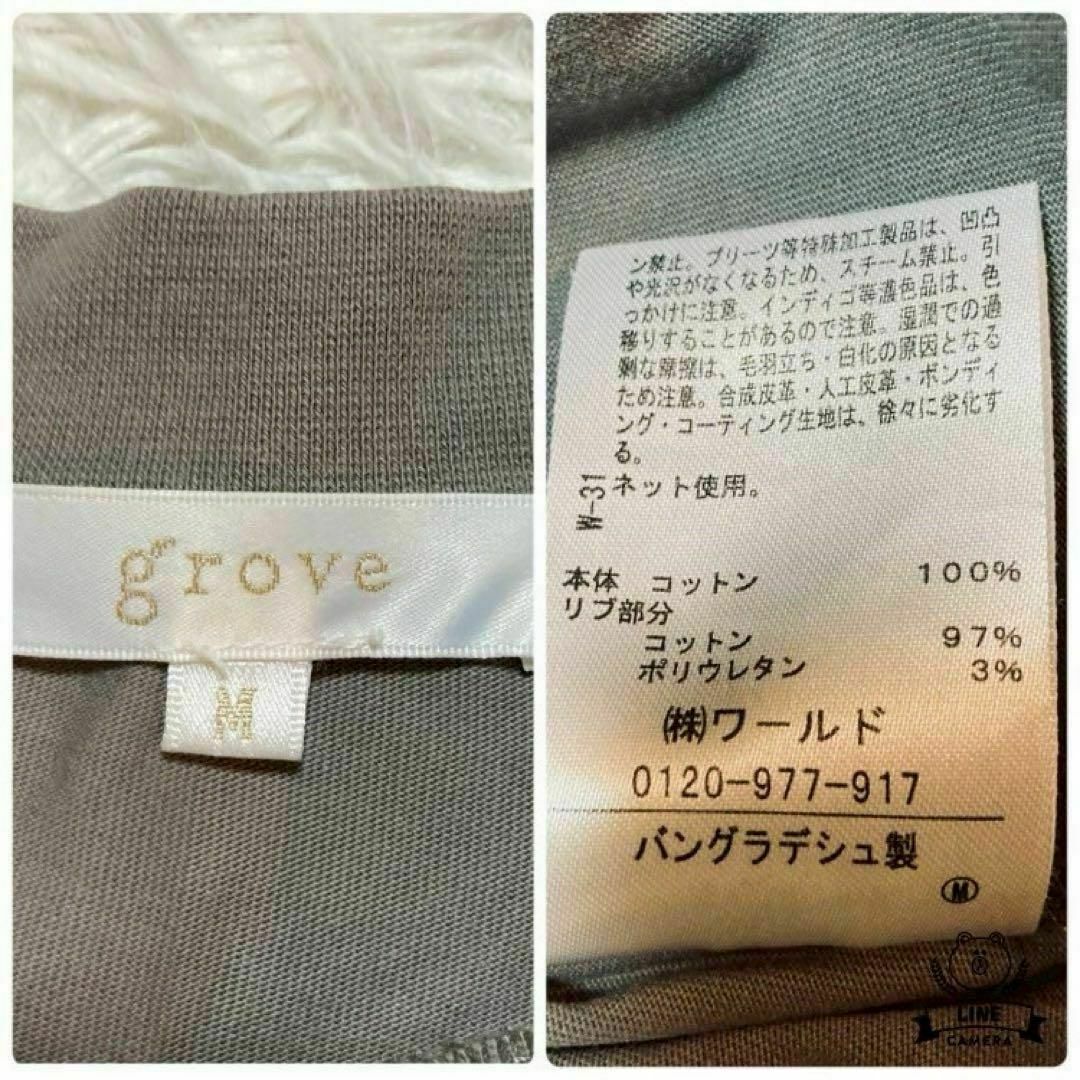 grove
M
ン禁止。プリーツ等特殊加工製品は、凹凸
や光沢がなくなるため、スチーム禁止。引
っかけに注意。インディゴ等濃色品は、色
移りすることがあるので注意。湿潤での過
剰な摩擦は、毛羽立ち・白化の原因となる
ため注意。合成皮革・人工皮革・ボンディ
ング・コーティング生地は、徐々に劣化す
る。
W-31
ネット使用。
本体 コットン 100%
リブ部分
コットン 97%
ポリウレタン 3%
㈱ワールド
0120-977-917
バングラデシュ製
Ⓜ
LINE
CAMERA